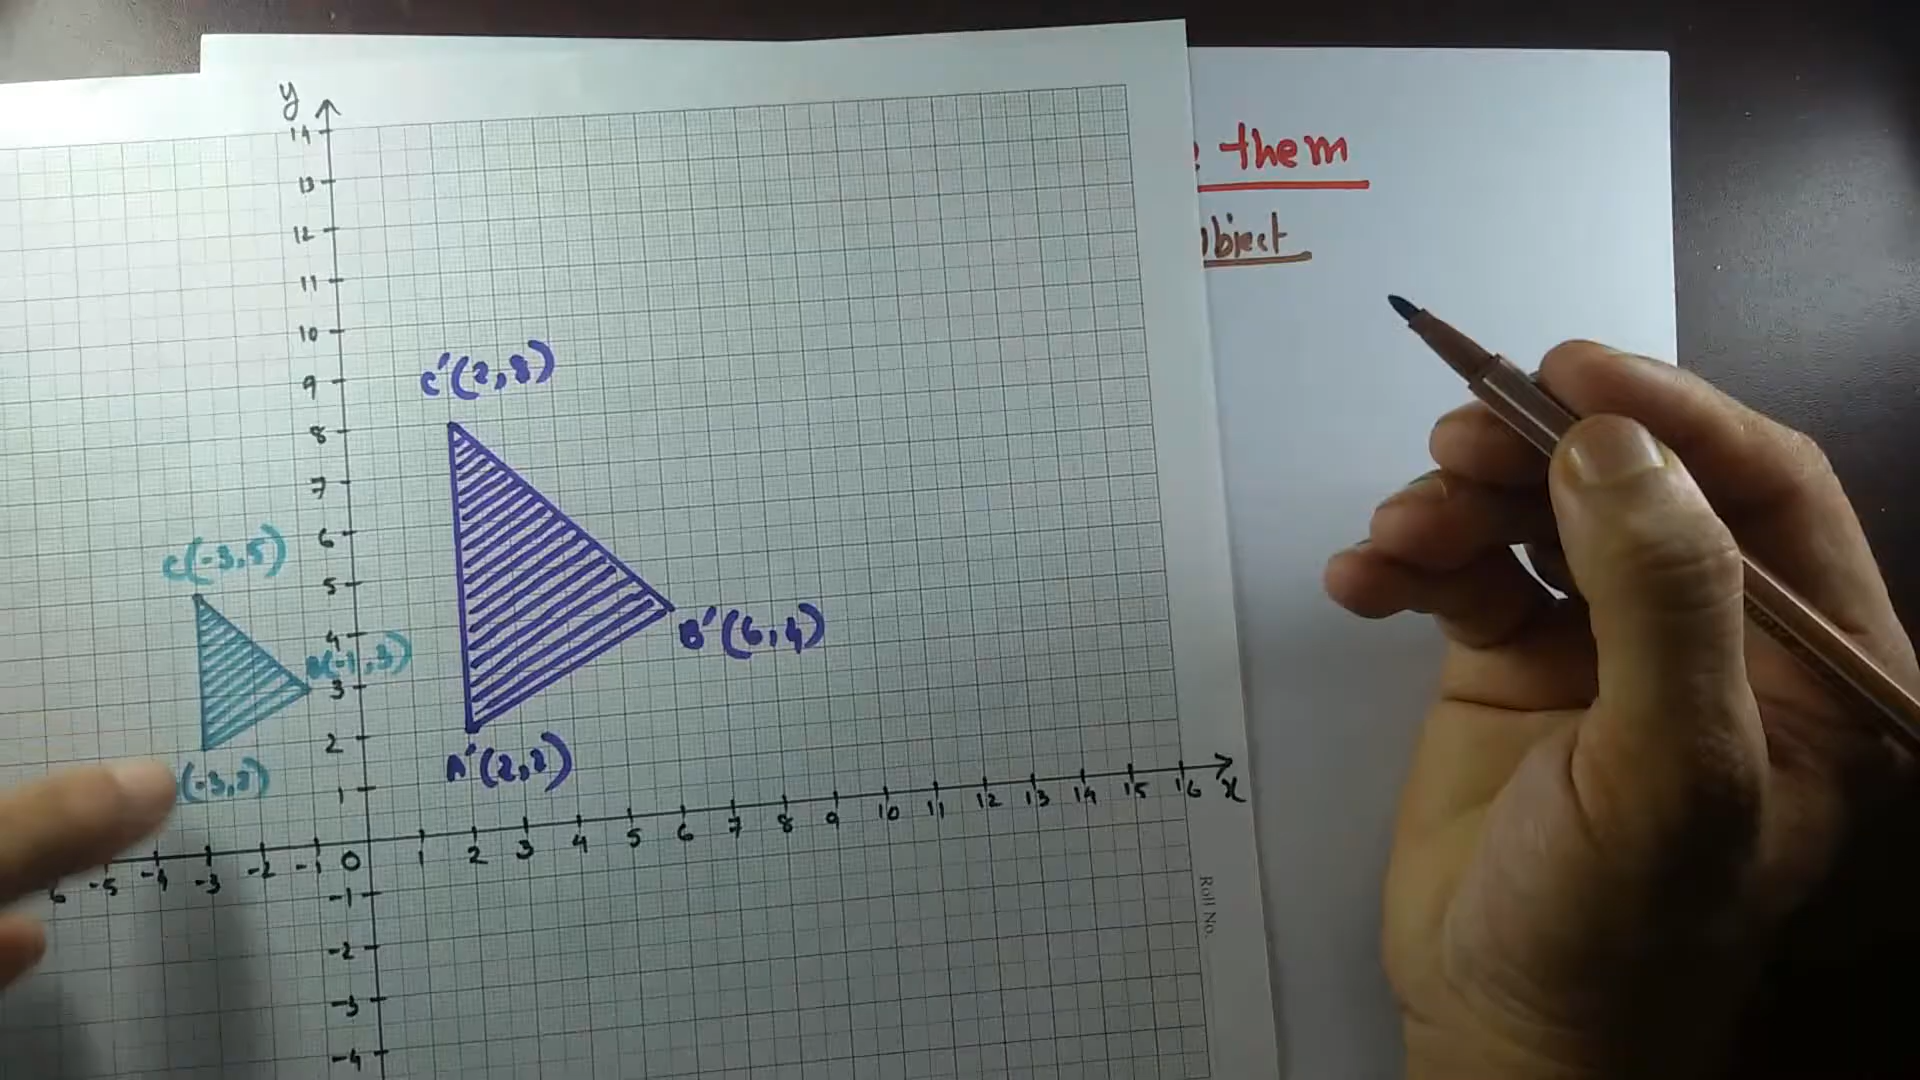 y
14
13
them
12
object
11
10
9
C'(2,8)
8
7
6
C(-3,5)
5
4
B'(6,4)
B(-1,3)
3
2
A'(2,2)
(-3,2)
1
-5 -4 -3 -2 -1 0 1 2 3 4 5 6 7 8 9 10 11 12 13 14 15 16 x
6
-1
Roll No.
-2
-3
-4